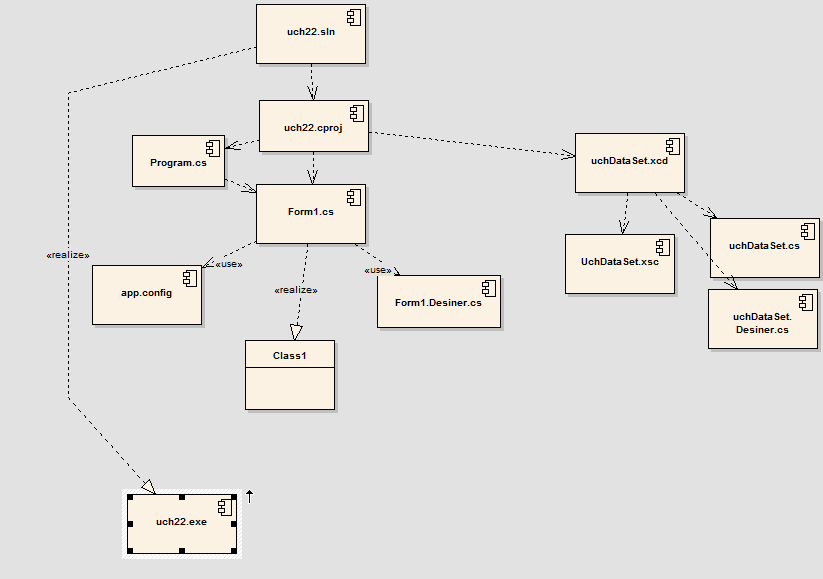 uch22.sln
uch22.cproj
Program.cs
uchDataSet.xcd
Form1.cs
uchDataSet.cs
«realize»
«use»
UchDataSet.xsc
«use»
app.config
«realize»
Form1.Desiner.cs
uchDataSet.
Desiner.cs
Class1
uch22.exe